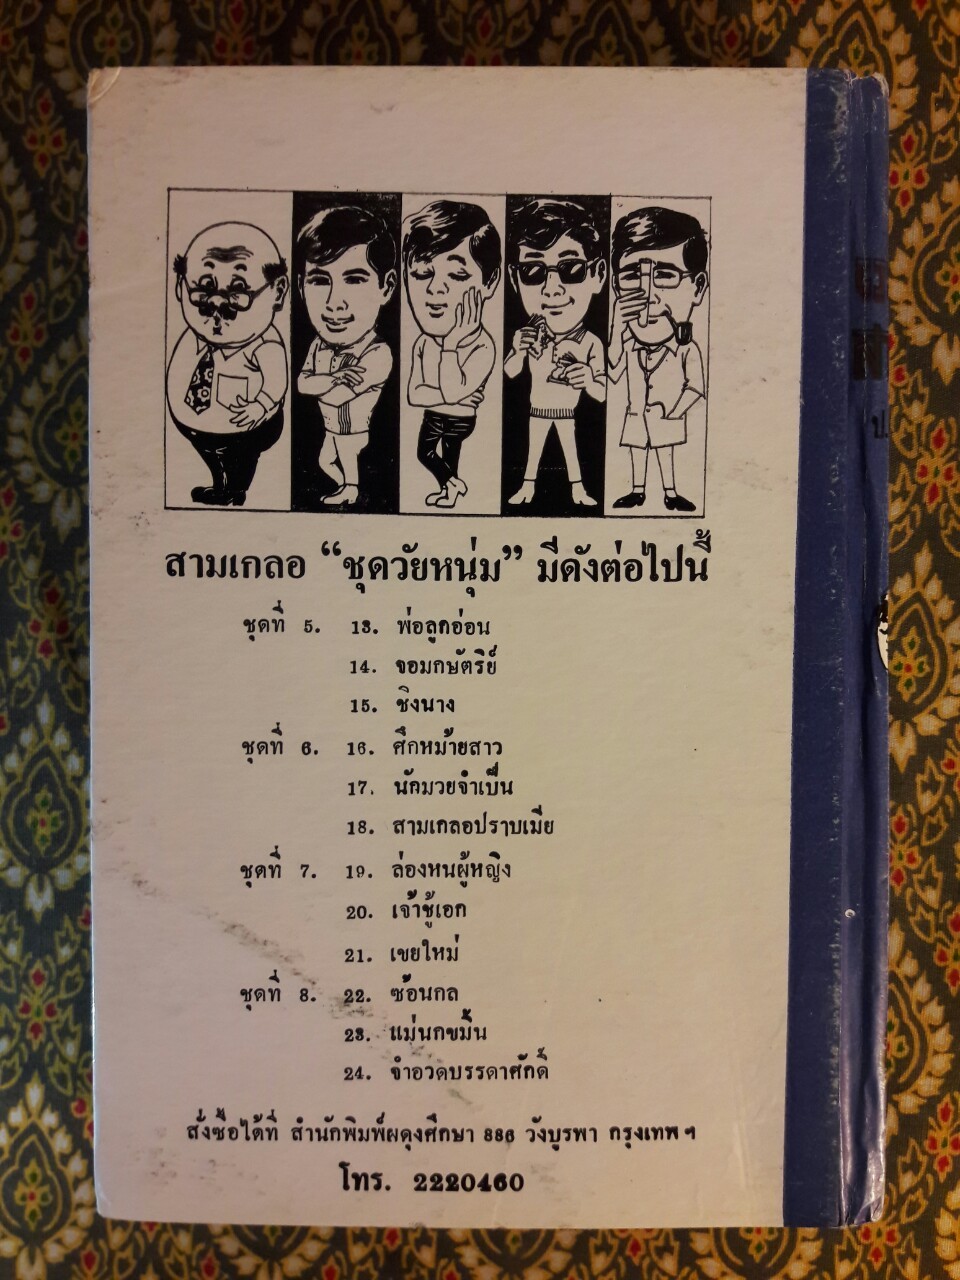 สามเกลอ “ชุดวัยหนุ่ม” มีดังต่อไปนี้
ชุดที่ 5. 13. พ่อลูกอ่อน
14. จอมกษัตริย์
15. ชิงนาง
ชุดที่ 6. 16. ศึกหม้ายสาว
17. นักมวยจำเป็น
18. สามเกลอปราบเมีย
ชุดที่ 7. 19. ล่องหนผู้หญิง
20. เจ้าชู้เอก
21. เขยใหม่
ชุดที่ 8. 22. ซ้อนกล
23. แม่นกขมิ้น
24. จำอวดบรรดาศักดิ์
สั่งซื้อได้ที่ สำนักพิมพ์ผดุงศึกษา 886 วังบูรพา กรุงเทพฯ
โทร. 2220460
ป.